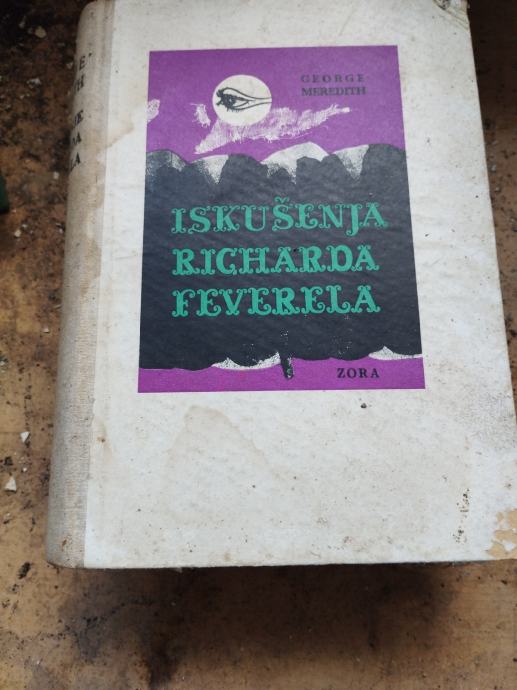 GEORGE
MEREDITH
ISKUŠENJA
RICHARDA
FEVERELA
ZORA